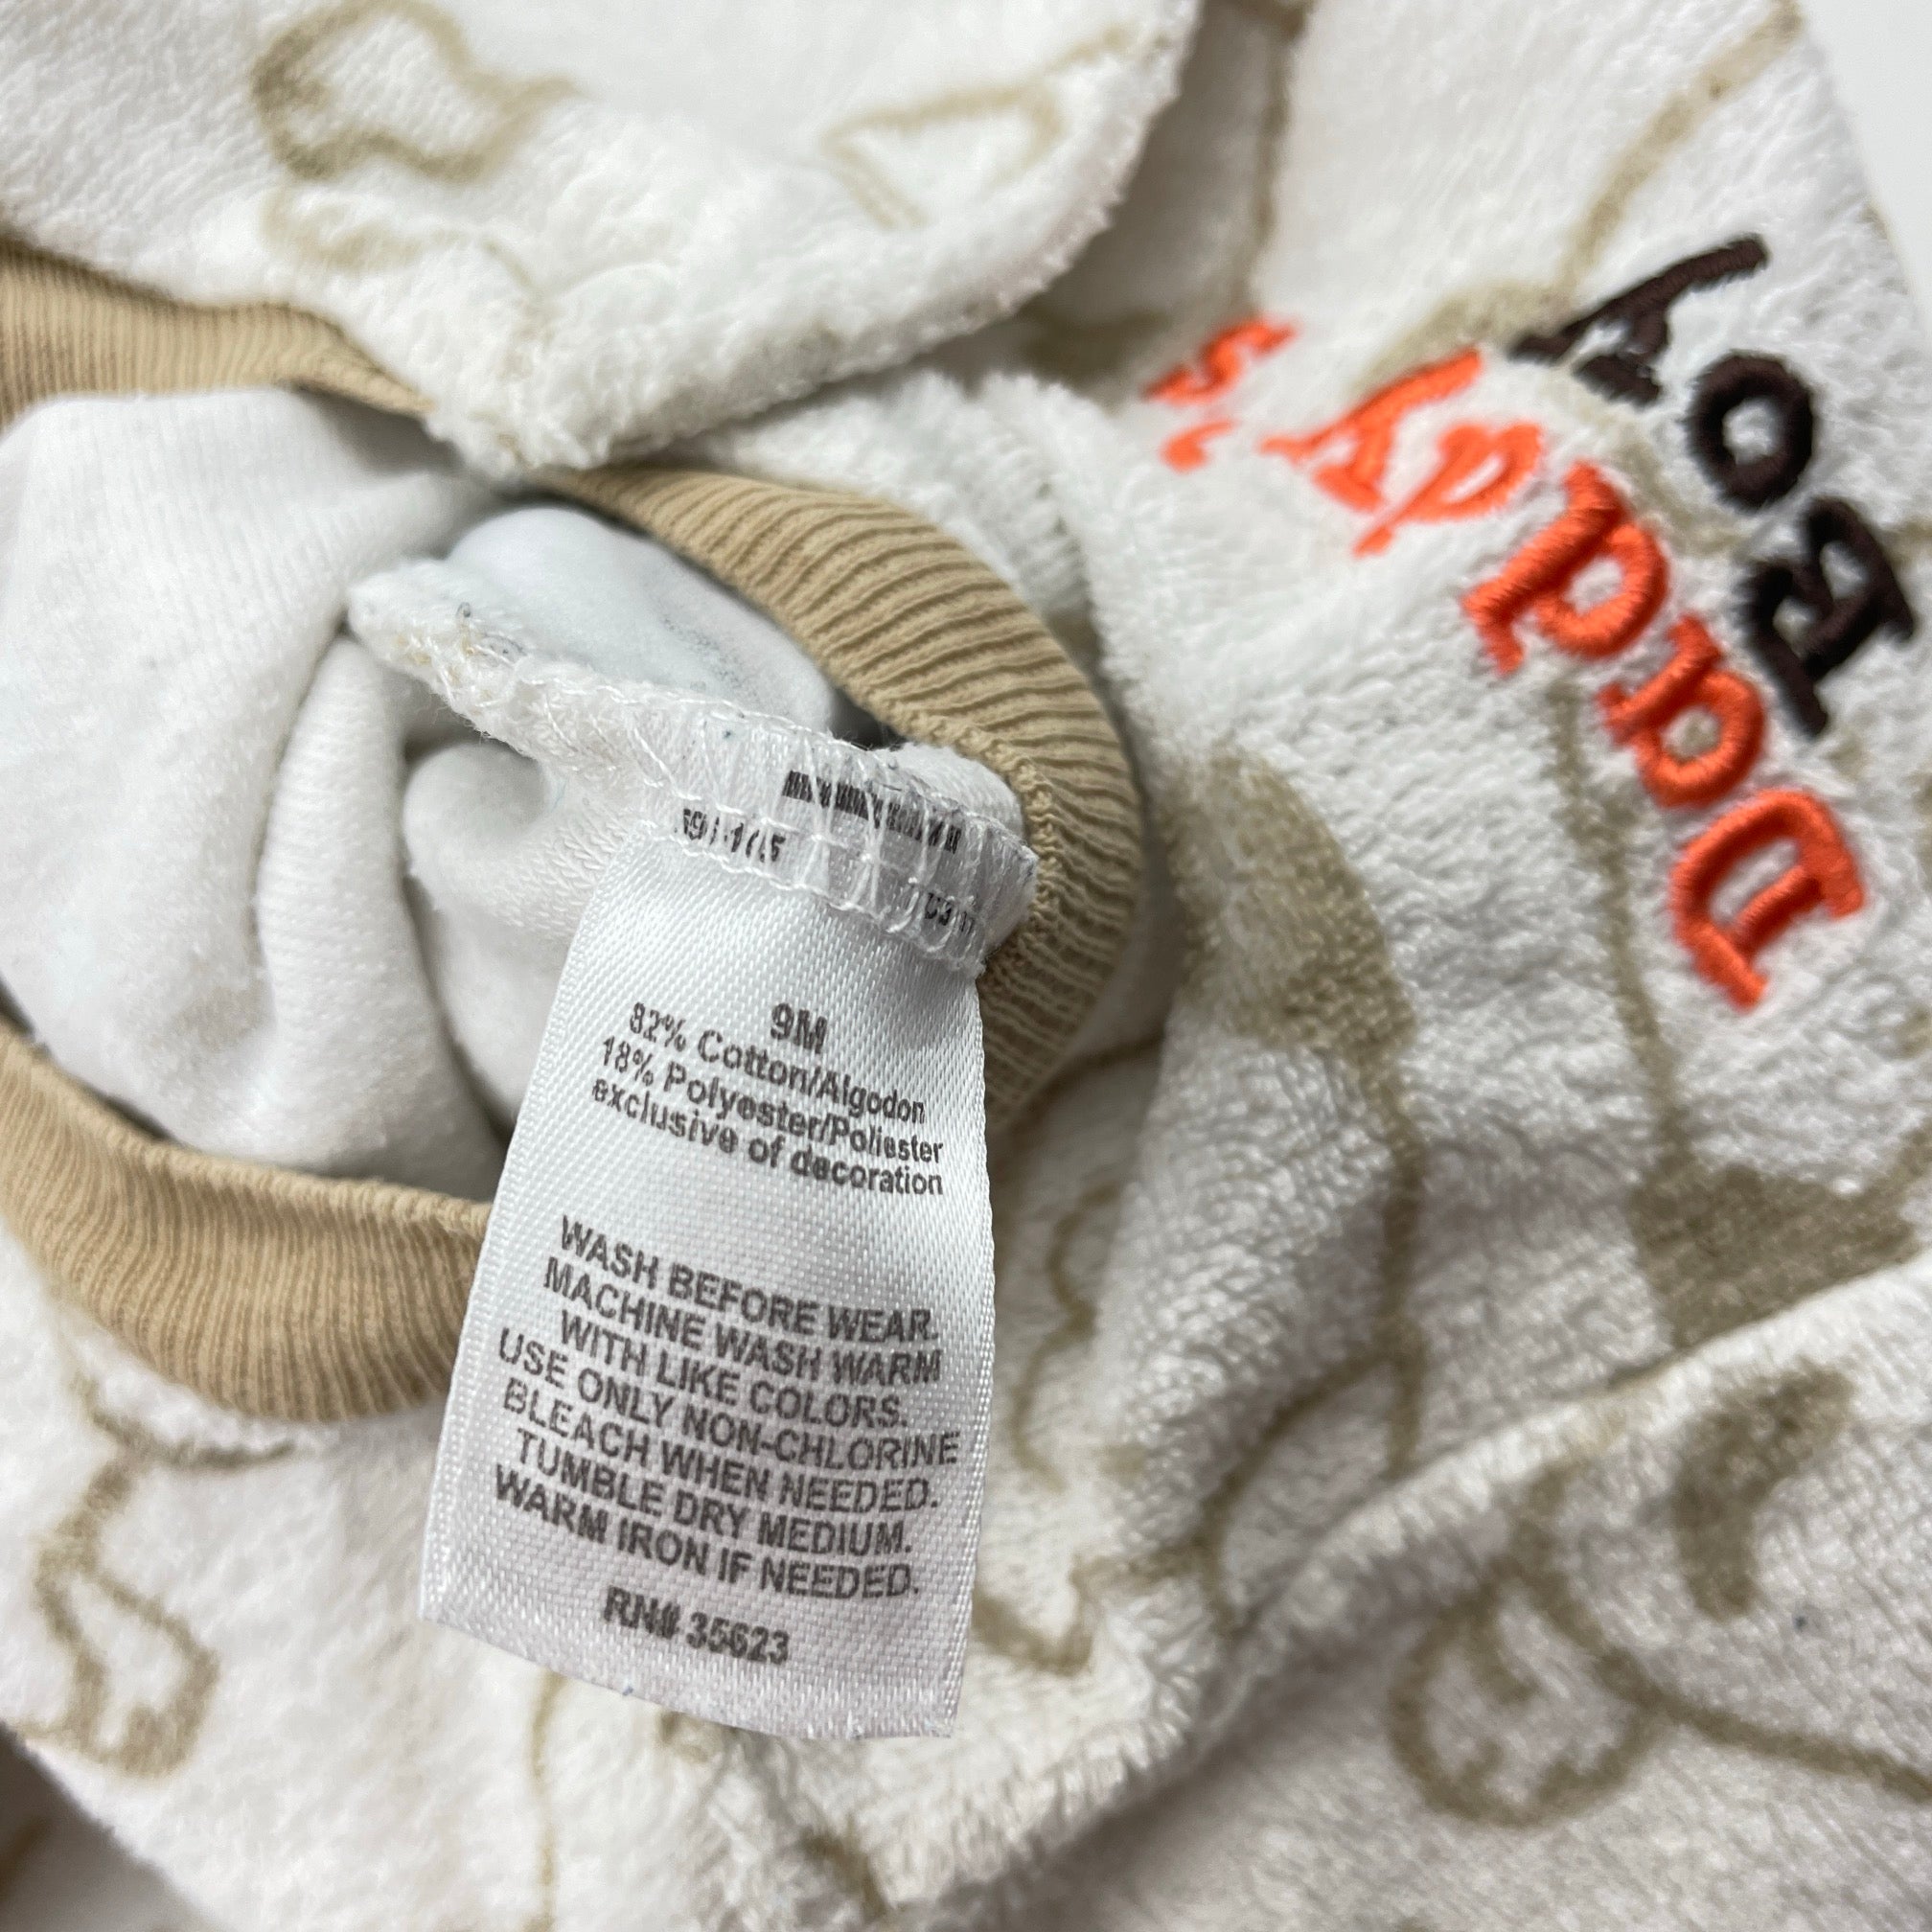 Daddy's
Boy
9M
82% Cotton/Algodon
18% Polyester/Poliester
exclusive of decoration
WASH BEFORE WEAR.
MACHINE WASH WARM
WITH LIKE COLORS.
USE ONLY NON-CHLORINE
BLEACH WHEN NEEDED.
TUMBLE DRY MEDIUM.
WARM IRON IF NEEDED.
RN# 35623